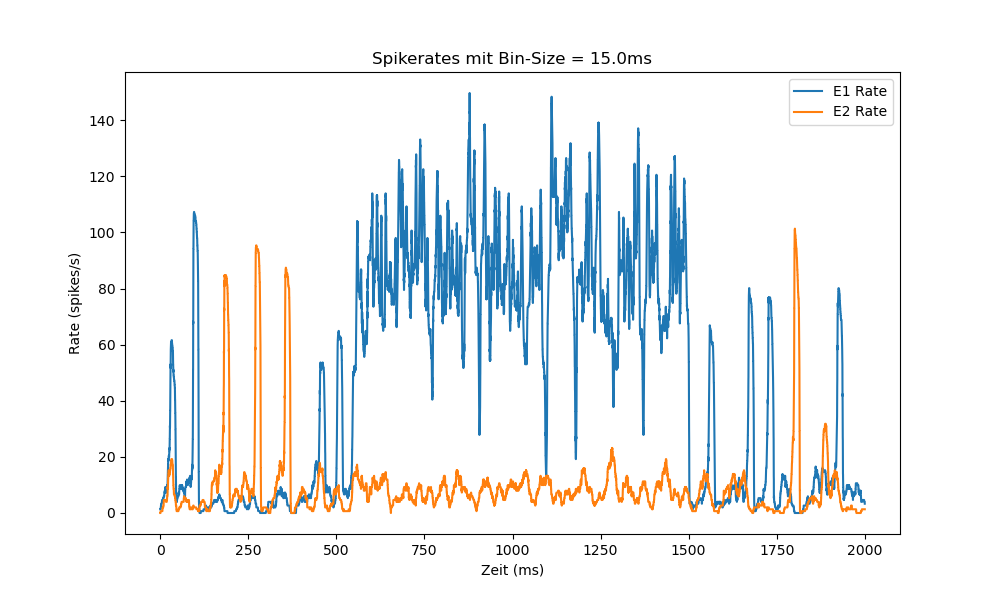 Spikerates mit Bin-Size = 15.0ms
E1 Rate
E2 Rate
Rate (spikes/s)
140
120
100
80
60
40
20
0
0 250 500 750 1000 1250 1500 1750 2000
Zeit (ms)